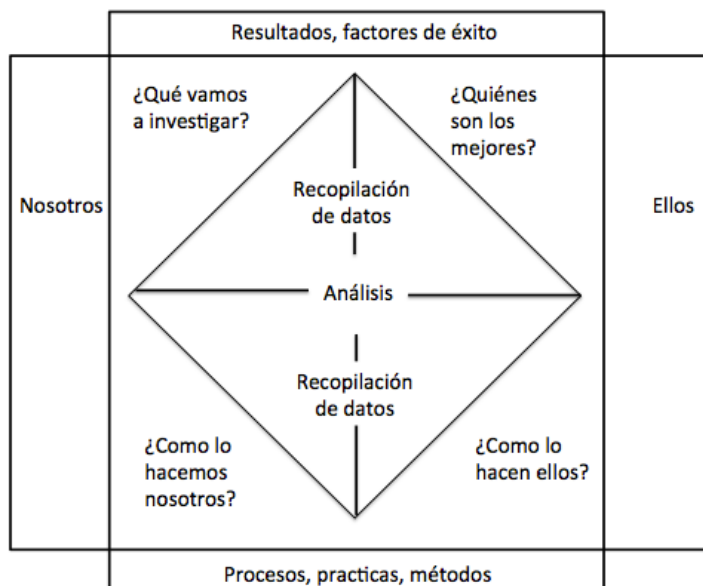 Resultados, factores de éxito
¿Qué vamos
a investigar?
¿Quiénes
son los
mejores?
Nosotros
Recopilación
de datos
Ellos
Análisis
Recopilación
de datos
¿Como lo
hacemos
nosotros?
¿Como lo
hacen ellos?
Procesos, practicas, métodos